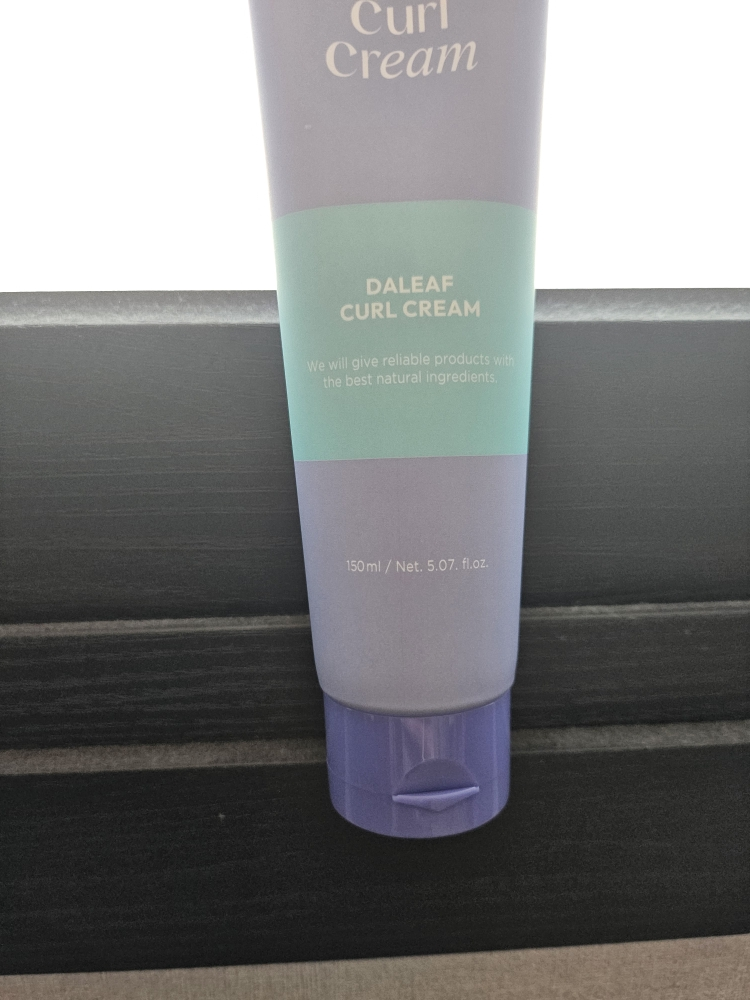 Curl
Cream
DALEAF
CURL CREAM
We will give reliable products with
the best natural ingredients.
150ml / Net. 5.07. fl.oz.